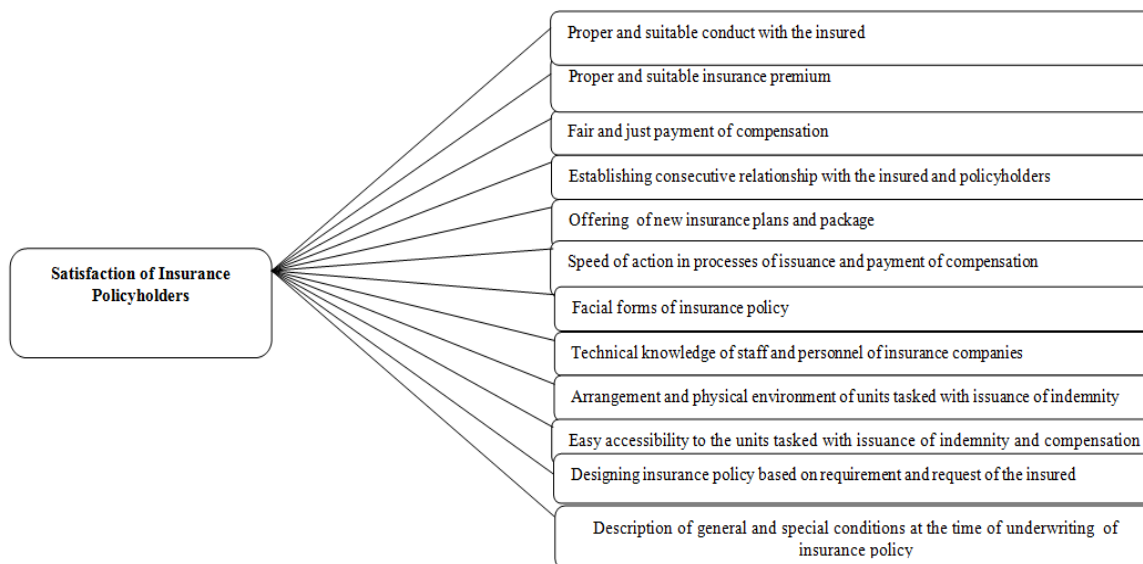 Proper and suitable conduct with the insured
Proper and suitable insurance premium
Fair and just payment of compensation
Establishing consecutive relationship with the insured and policyholders
Offering of new insurance plans and package
Satisfaction of Insurance
Policyholders
Speed of action in processes of issuance and payment of compensation
Facial forms of insurance policy
Technical knowledge of staff and personnel of insurance companies
Arrangement and physical environment of units tasked with issuance of indemnity
Easy accessibility to the units tasked with issuance of indemnity and compensation
Designing insurance policy based on requirement and request of the insured
Description of general and special conditions at the time of underwriting of
insurance policy